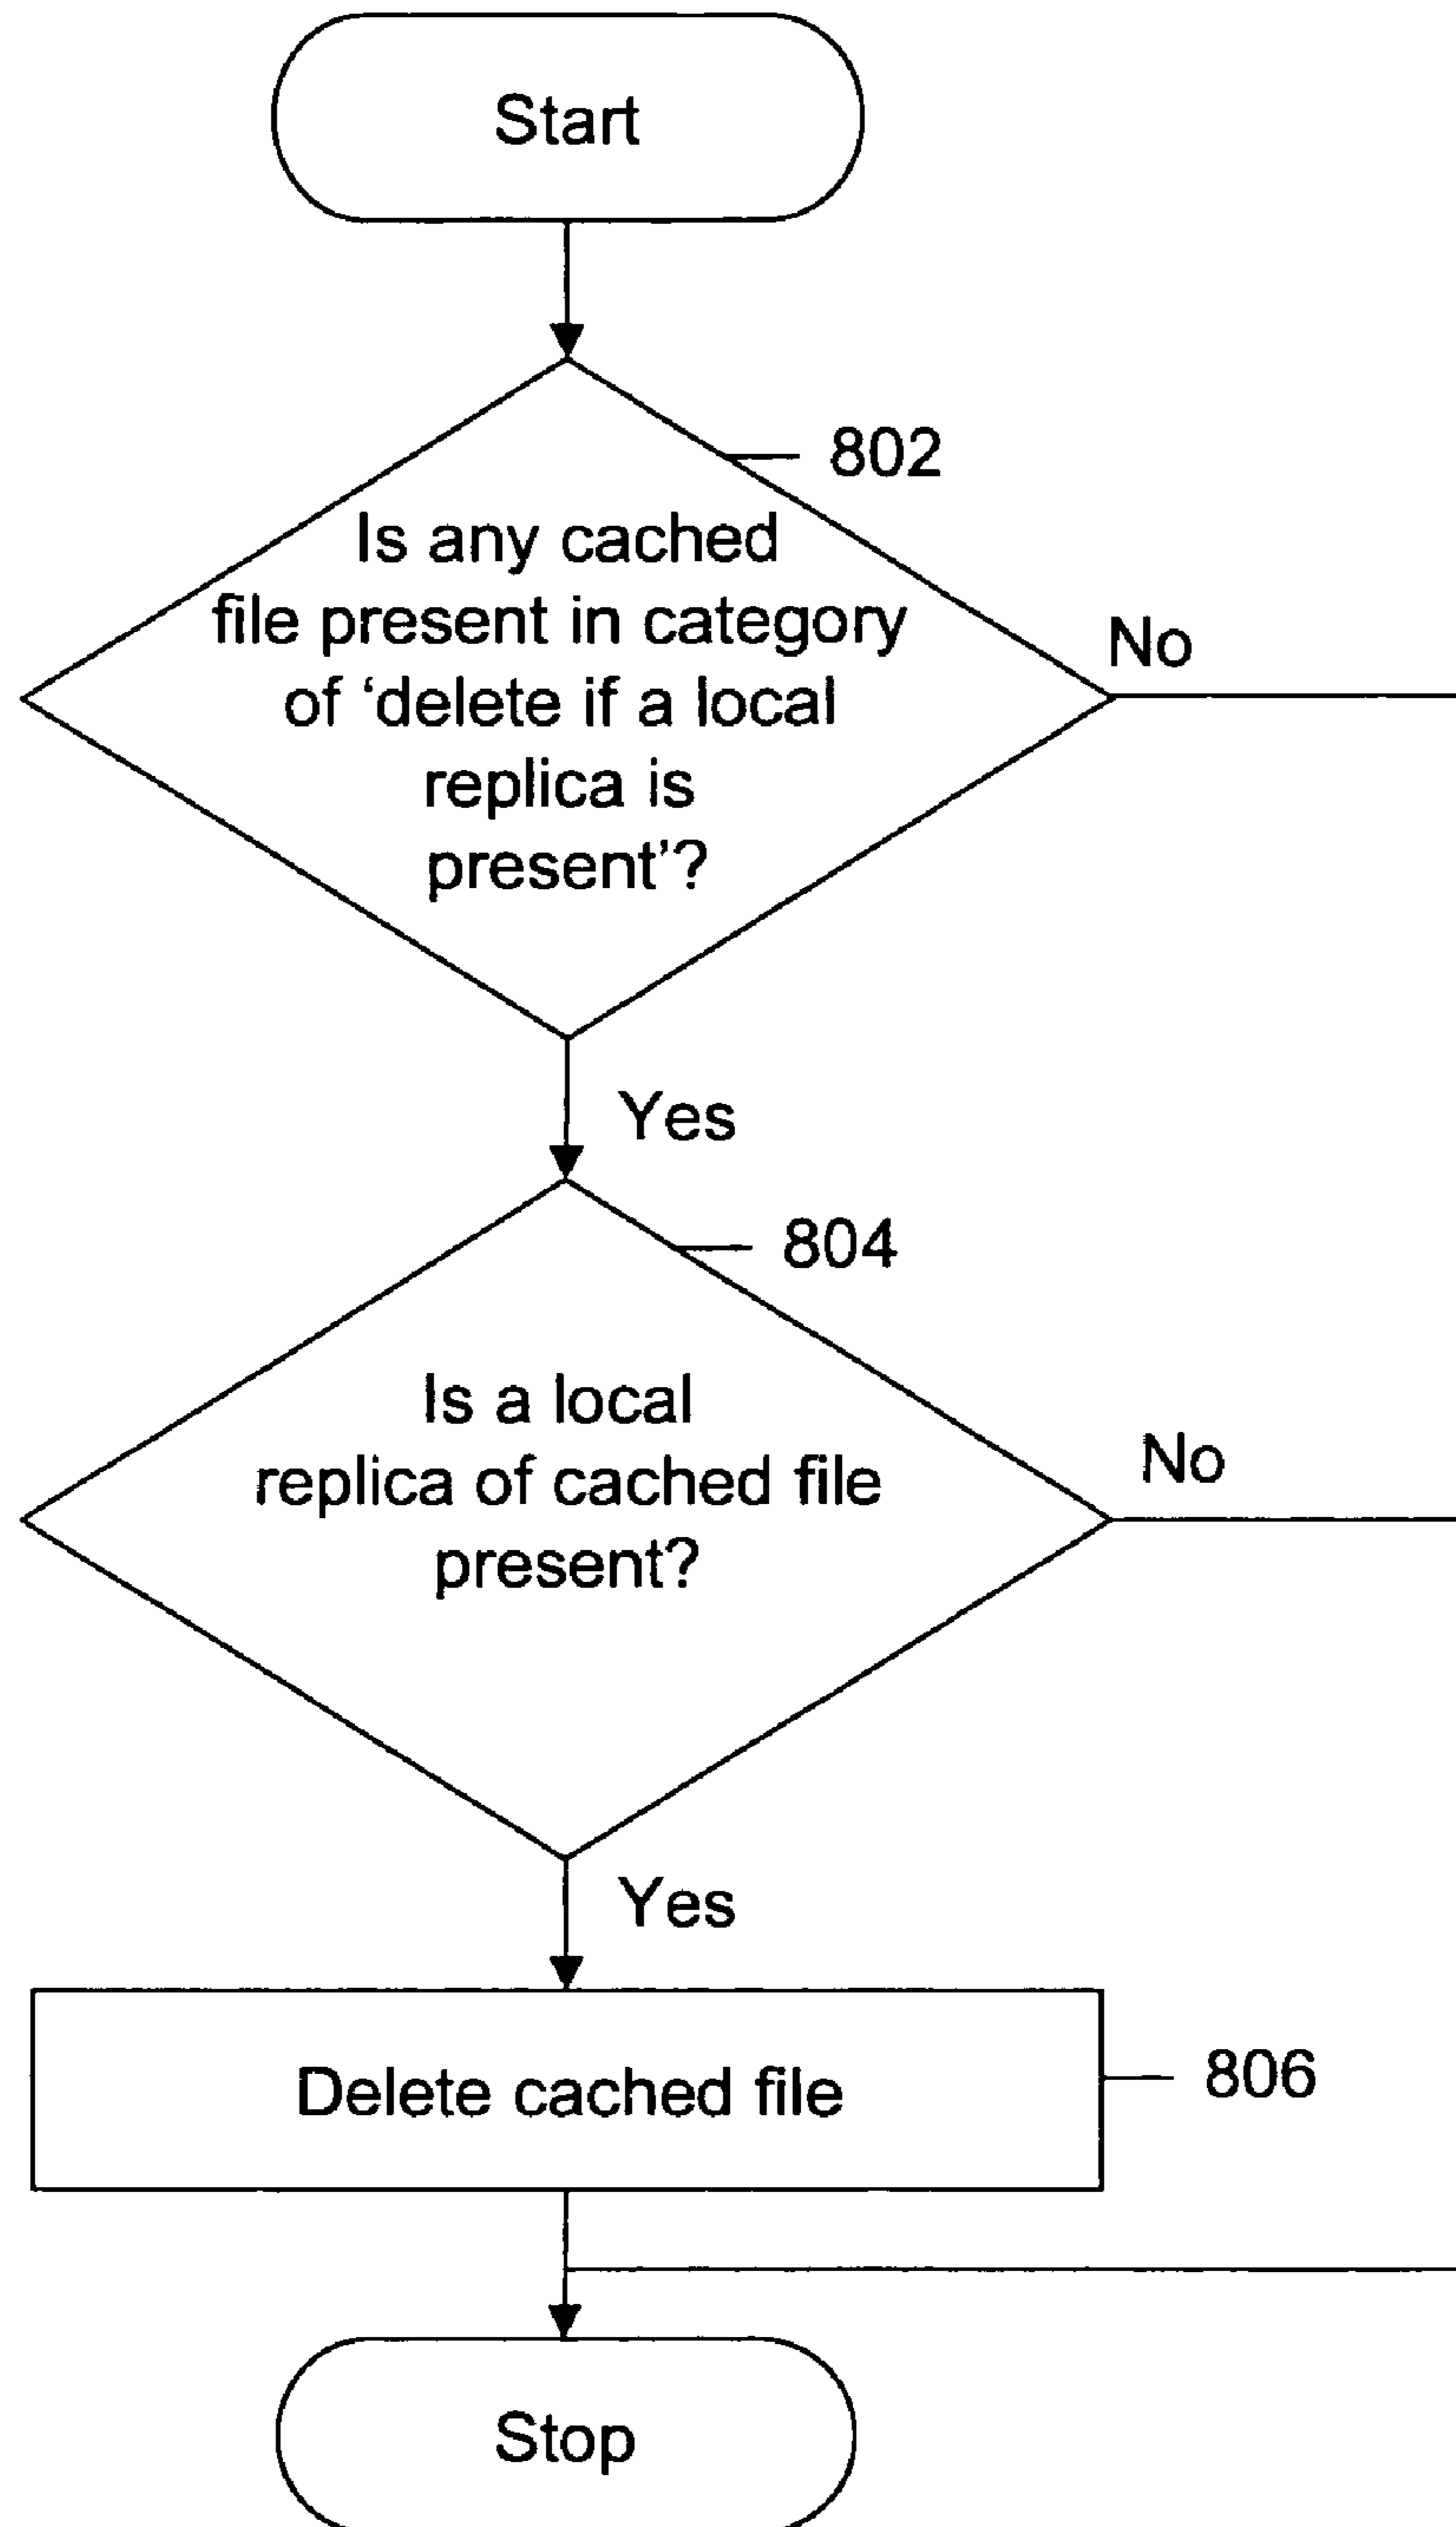 Start
802
Is any cached
file present in category
of ‘delete if a local
replica is
present’?
No
Yes
804
Is a local
replica of cached file
present?
No
Yes
Delete cached file
806
Stop